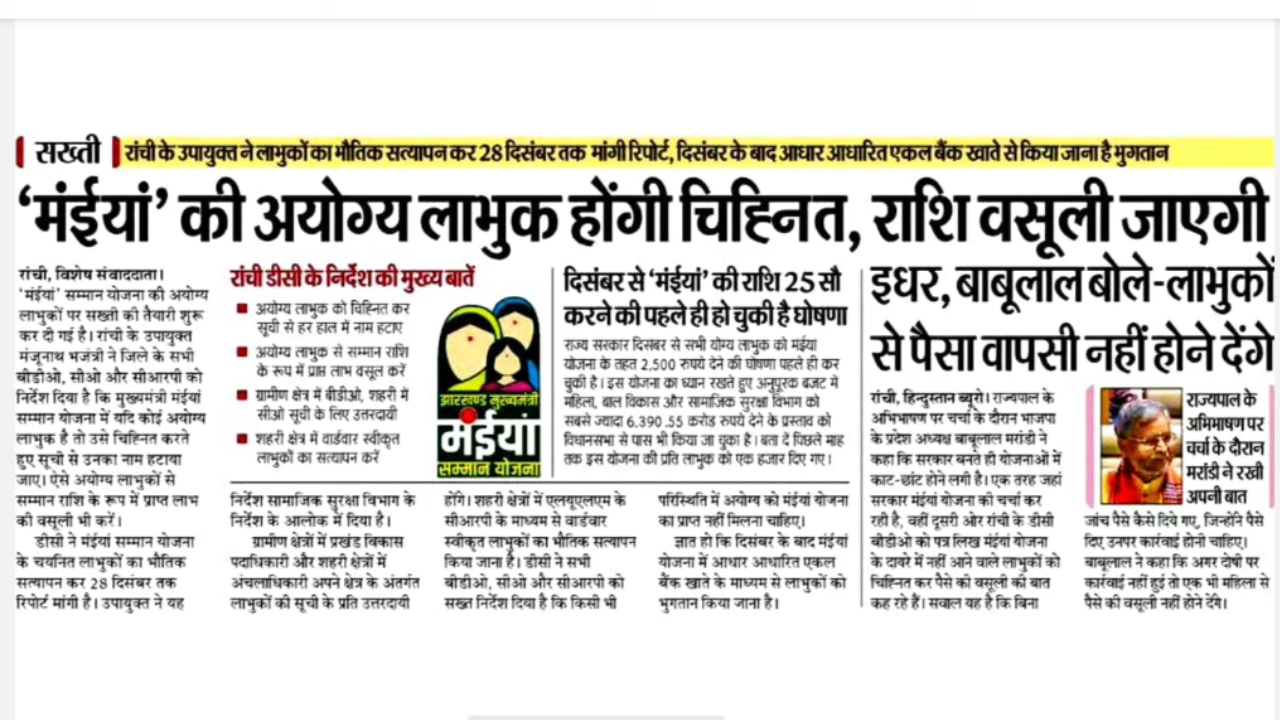 सख्ती
रांची के उपायुक्त ने लाभुकों का भौतिक सत्यापन कर 28 दिसंबर तक मांगी रिपोर्ट, दिसंबर के बाद आधार आधारित एकल बैंक खाते से किया जाना है भुगतान
‘मंईयां’ की अयोग्य लाभुक होंगी चिह्नित, राशि वसूली जाएगी
रांची, विशेष संवाददाता।
‘मंईयां’ सम्मान योजना की अयोग्य
लाभुकों पर सख्ती की तैयारी शुरू
कर दी गई है। रांची के उपायुक्त
मंजूनाथ भजंत्री ने जिले के सभी
बीडीओ, सीओ और सीआरपी को
निर्देश दिया है कि मुख्यमंत्री मंईयां
सम्मान योजना में यदि कोई अयोग्य
लाभुक है तो उसे चिह्नित करते
हुए सूची से उनका नाम हटाया
जाए। ऐसे अयोग्य लाभुकों से
सम्मान राशि के रूप में प्राप्त लाभ
की वसूली भी करें।
डीसी ने मंईयां सम्मान योजना
के चयनित लाभुकों का भौतिक
सत्यापन कर 28 दिसंबर तक
रिपोर्ट मांगी है। उपायुक्त ने यह
रांची डीसी के निर्देश की मुख्य बातें
अयोग्य लाभुक को चिह्नित कर
सूची से हर हाल में नाम हटाएं
अयोग्य लाभुक से सम्मान राशि
के रूप में प्राप्त लाभ वसूल करें
ग्रामीण क्षेत्र में बीडीओ, शहरी में
सीओ सूची के लिए उत्तरदायी
शहरी क्षेत्र में वार्डवार स्वीकृत
लाभुकों का सत्यापन करें
झारखण्ड मुख्यमंत्री
मंईयां
सम्मान योजना
दिसंबर से ‘मंईयां’ की राशि 25 सौ
करने की पहले ही हो चुकी है घोषणा
राज्य सरकार दिसंबर से सभी योग्य लाभुक को मंईयां
योजना के तहत 2,500 रुपये देने की घोषणा पहले ही कर
चुकी है। इस योजना का ध्यान रखते हुए अनुपूरक बजट में
महिला, बाल विकास और सामाजिक सुरक्षा विभाग को
सबसे ज्यादा 6,390 .55 करोड़ रुपये देने के प्रस्ताव को
विधानसभा से पास भी किया जा चुका है। बता दें पिछले माह
तक इस योजना की प्रति लाभुक को एक हजार दिए गए।
निर्देश सामाजिक सुरक्षा विभाग के
निर्देश के आलोक में दिया है।
ग्रामीण क्षेत्रों में प्रखंड विकास
पदाधिकारी और शहरी क्षेत्रों में
अंचलाधिकारी अपने क्षेत्र के अंतर्गत
लाभुकों की सूची के प्रति उत्तरदायी
होंगे। शहरी क्षेत्रों में एलयूएलएम के
सीआरपी के माध्यम से वार्डवार
स्वीकृत लाभुकों का भौतिक सत्यापन
किया जाना है। डीसी ने सभी
बीडीओ, सीओ और सीआरपी को
सख्त निर्देश दिया है कि किसी भी
परिस्थिति में अयोग्य को मंईयां योजना
का प्राप्त नहीं मिलना चाहिए।
ज्ञात हो कि दिसंबर के बाद मंईयां
योजना में आधार आधारित एकल
बैंक खाते के माध्यम से लाभुकों को
भुगतान किया जाना है।
इधर, बाबूलाल बोले-लाभुकों
से पैसा वापसी नहीं होने देंगे
रांची, हिन्दुस्तान ब्यूरो। राज्यपाल के
अभिभाषण पर चर्चा के दौरान भाजपा
के प्रदेश अध्यक्ष बाबूलाल मरांडी ने
कहा कि सरकार बनते ही योजनाओं में
काट-छांट होने लगी है। एक तरह जहां
सरकार मंईयां योजना की चर्चा कर
रही है, वहीं दूसरी ओर रांची के डीसी
बीडीओ को पत्र लिख मंईयां योजना
के दायरे में नहीं आने वाले लाभुकों को
चिह्नित कर पैसे की वसूली की बात
कह रहे हैं। सवाल यह है कि बिना
राज्यपाल के
अभिभाषण पर
चर्चा के दौरान
मरांडी ने रखी
अपनी बात
जांच पैसे कैसे दिये गए, जिन्होंने पैसे
दिए उनपर कार्रवाई होनी चाहिए।
बाबूलाल ने कहा कि अगर दोषी पर
कार्रवाई नहीं हुई तो एक भी महिला से
पैसे की वसूली नहीं होने देंगे।